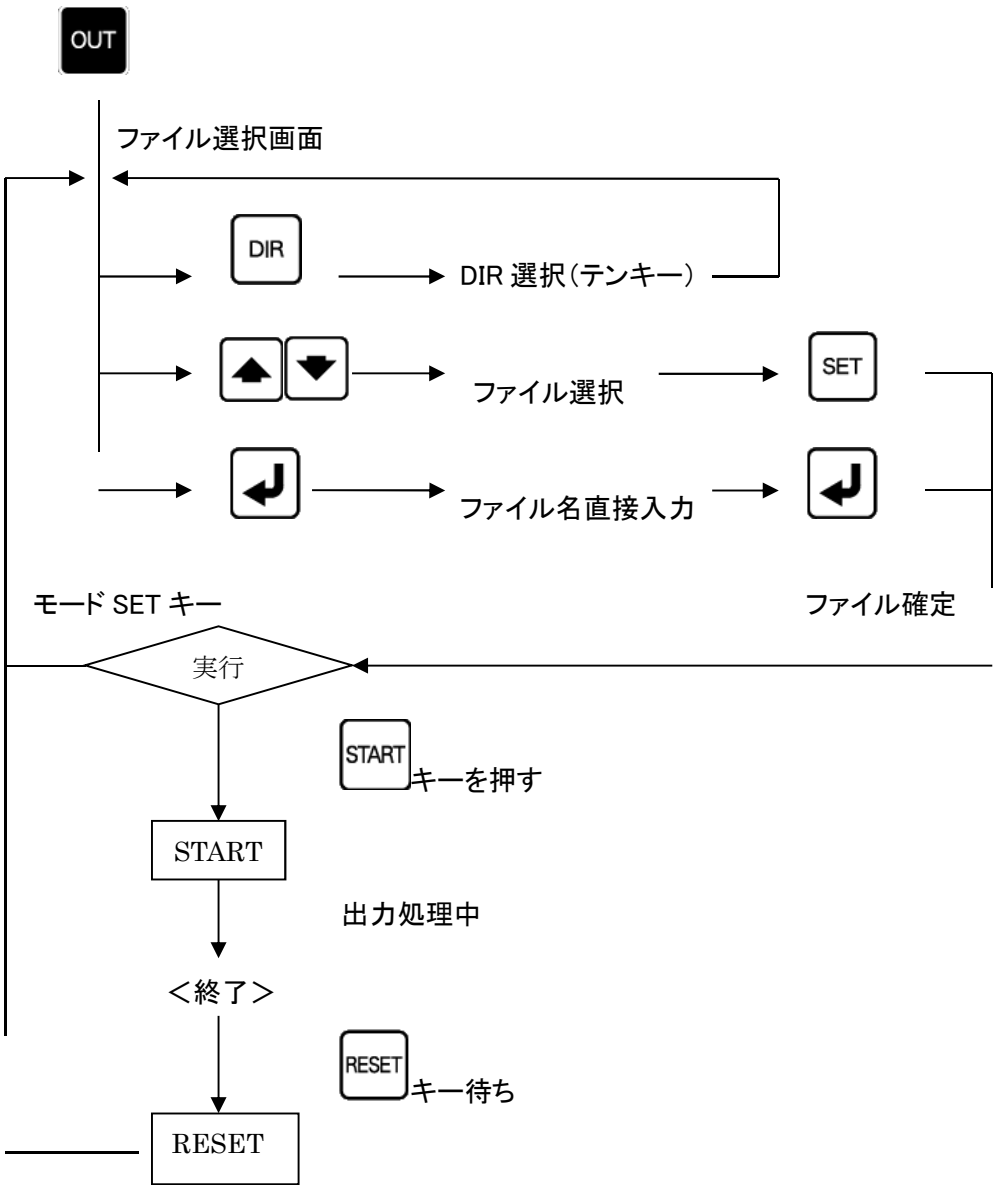 OUT
ファイル選択画面
DIR
DIR 選択(テンキー)
SET
ファイル選択
ファイル名直接入力
モード SET キー
ファイル確定
実行
START
キーを押す
START
出力処理中
<終了>
RESET
キー待ち
RESET